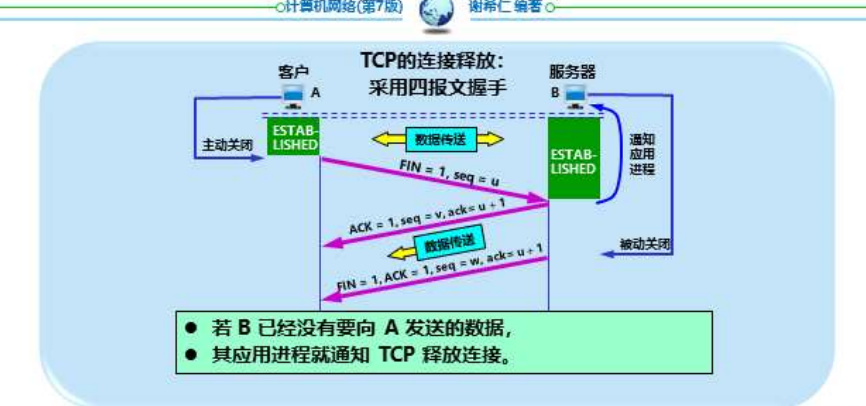 计算机网络(第7版)
谢希仁 编著
TCP的连接释放：
采用四报文握手
客户
A
服务器
B
主动关闭
ESTAB-
LISHED
数据传送
ESTAB-
LISHED
通知
应用
进程
FIN = 1, seq = u
ACK = 1, seq = v, ack= u + 1
数据传送
被动关闭
FIN = 1, ACK = 1, seq = w, ack= u + 1
● 若 B 已经没有要向 A 发送的数据，
● 其应用进程就通知 TCP 释放连接。